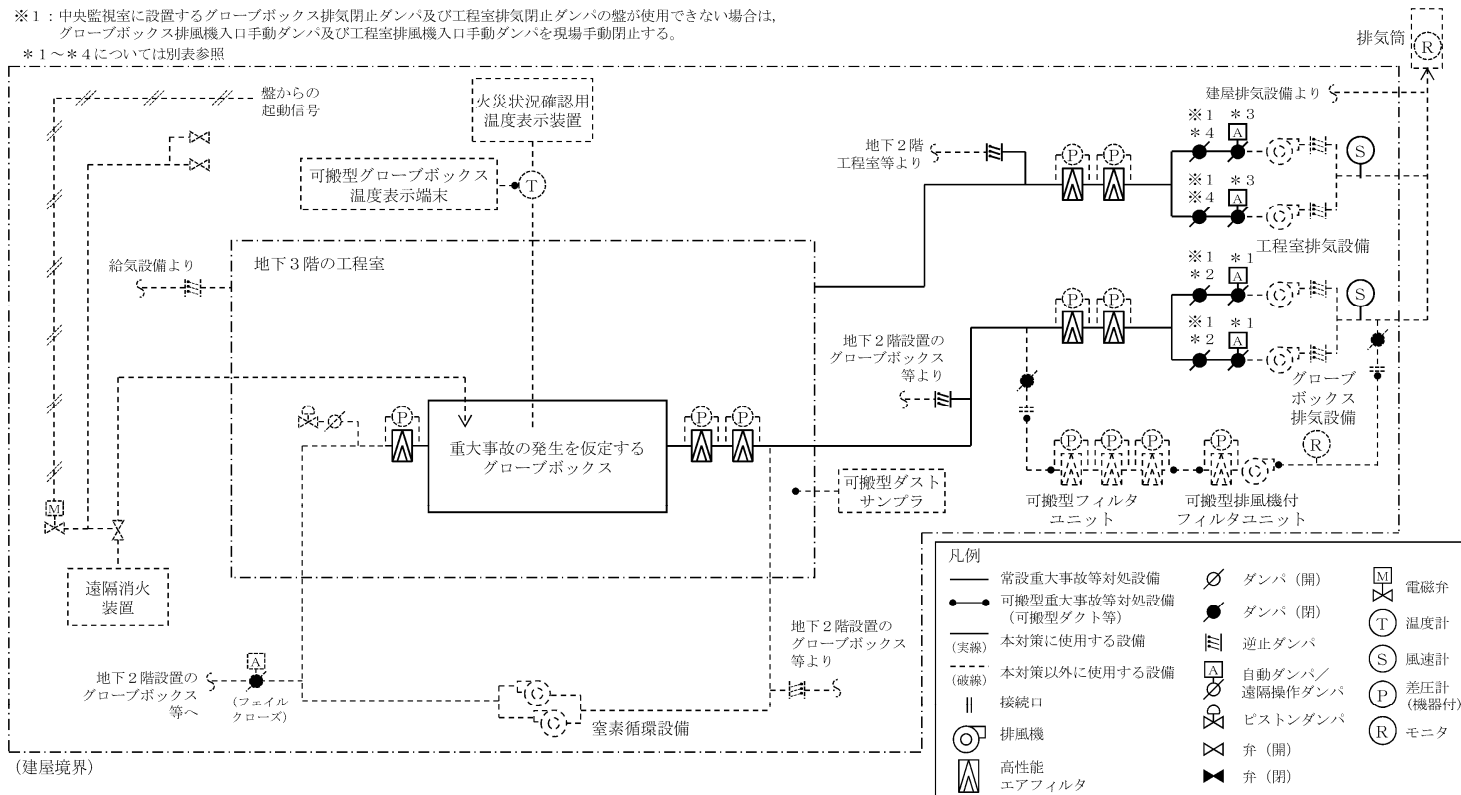 ※１：中央監視室に設置するグローブボックス排気閉止ダンパ及び工程室排気閉止ダンパの盤が使用できない場合は，
グローブボックス排風機入口手動ダンパ及び工程室排風機入口手動ダンパを現場手動閉止する。
＊１～＊４については別表参照
排気筒
R
盤からの
起動信号
火災状況確認用
温度表示装置
建屋排気設備より
※１
＊３
＊４
A
S
地下２階
工程室等より
P
P
可搬型グローブボックス
温度表示端末
T
※１
＊３
＊４
A
工程室排気設備
給気設備より
地下３階の工程室
※１
＊１
＊２
A
S
P
P
※１
＊１
＊２
A
地下２階設置の
グローブボックス
等より
グローブ
ボックス
排気設備
P
重大事故の発生を仮定する
グローブボックス
P
P
P
P
P
P
R
可搬型ダスト
サンプラ
可搬型フィルタ
ユニット
可搬型排風機付
フィルタユニット
M
遠隔消火
装置
地下２階設置の
グローブボックス
等へ
A
（フェイル
クローズ）
窒素循環設備
地下２階設置の
グローブボックス
等より
（建屋境界）
凡例
常設重大事故等対処設備
可搬型重大事故等対処設備
（可搬型ダクト等）
（実線）
本対策に使用する設備
（破線）
本対策以外に使用する設備
接続口
排風機
高性能
エアフィルタ
ダンパ（開）
ダンパ（閉）
逆止ダンパ
A
自動ダンパ／
遠隔操作ダンパ
ピストンダンパ
弁（開）
弁（閉）
M
電磁弁
T
温度計
S
風速計
P
差圧計
（機器付）
R
モニタ